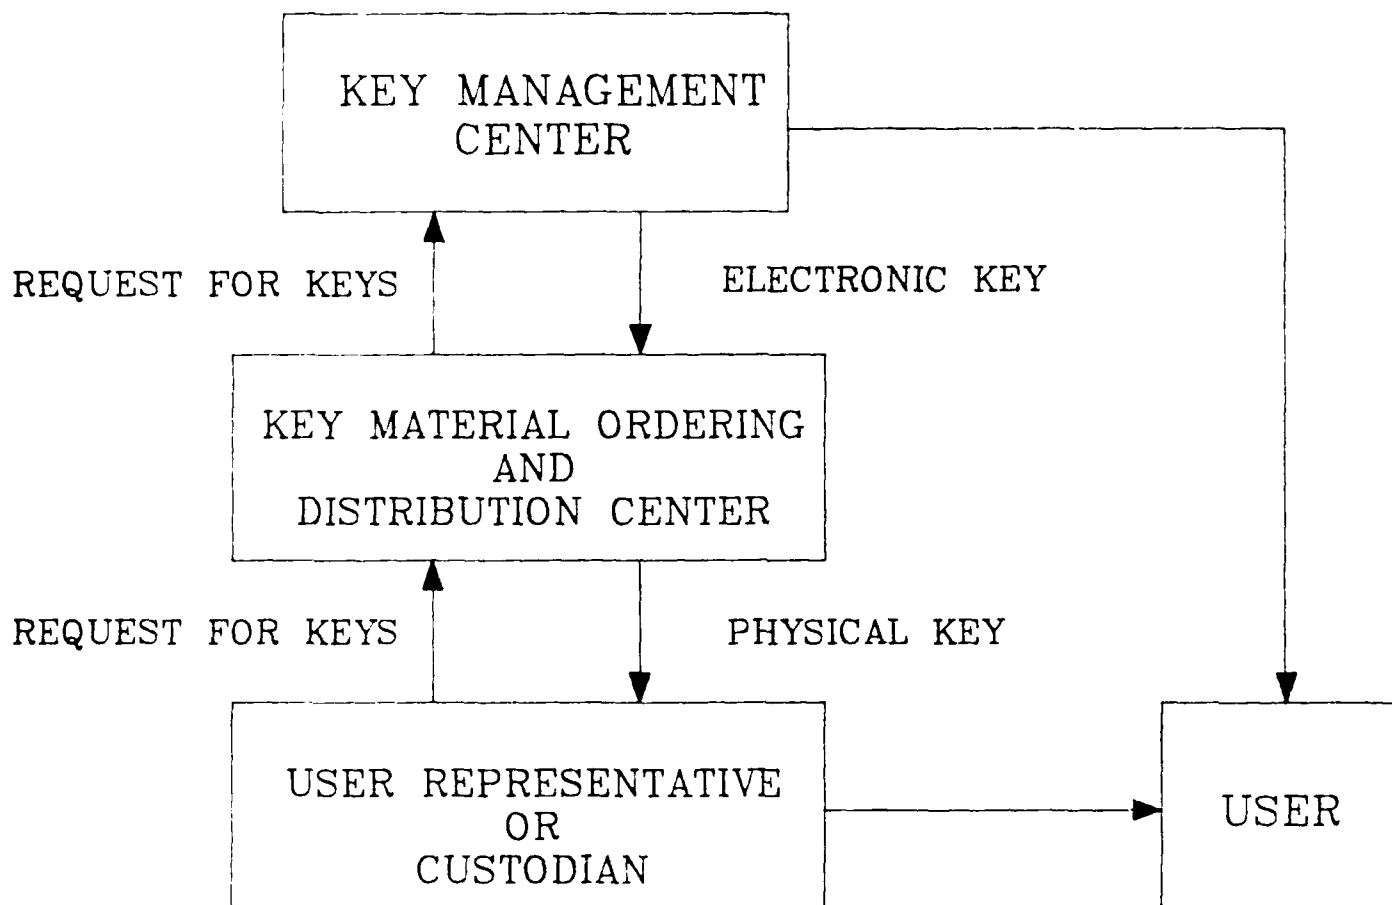 KEY MANAGEMENT
CENTER
REQUEST FOR KEYS
ELECTRONIC KEY
KEY MATERIAL ORDERING
AND
DISTRIBUTION CENTER
REQUEST FOR KEYS
PHYSICAL KEY
USER REPRESENTATIVE
OR
CUSTODIAN
USER